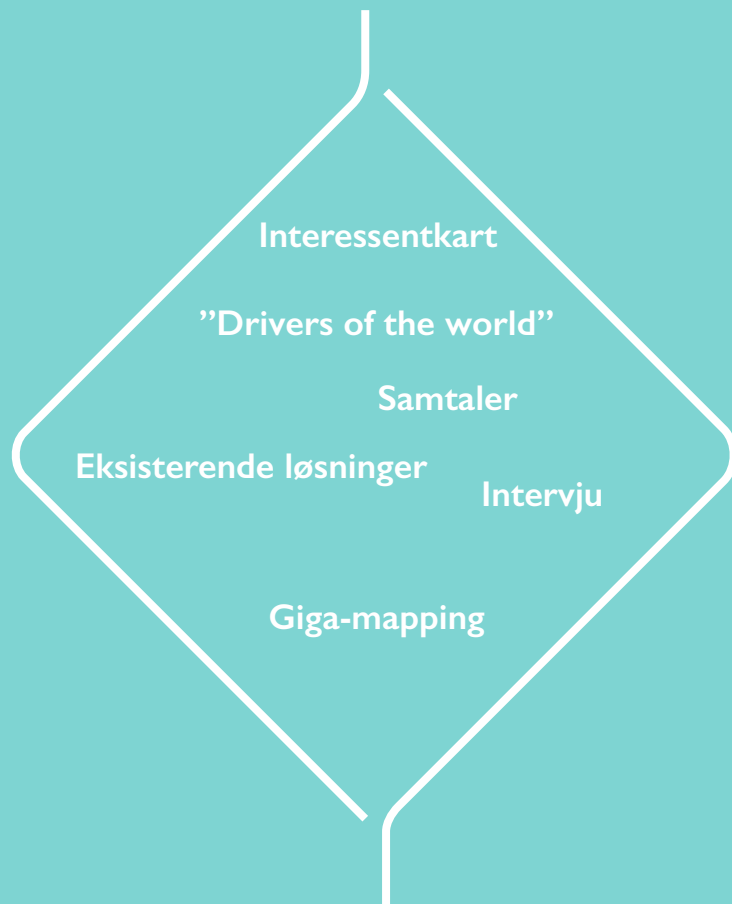 Interessentkart
”Drivers of the world”
Samtaler
Eksisterende løsninger
Intervju
Giga-mapping